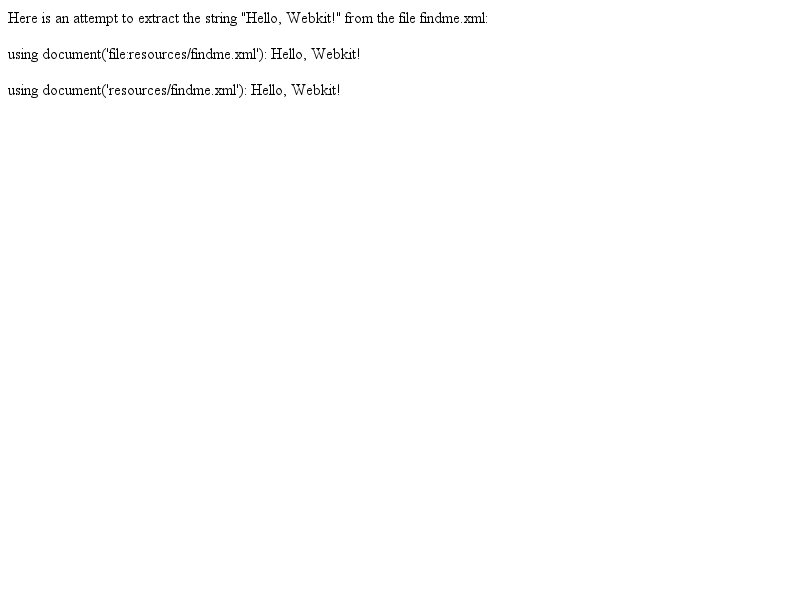 Here is an attempt to extract the string "Hello, Webkit!" from the file findme.xml:
using document('file:resources/findme.xml'): Hello, Webkit!
using document('resources/findme.xml'): Hello, Webkit!